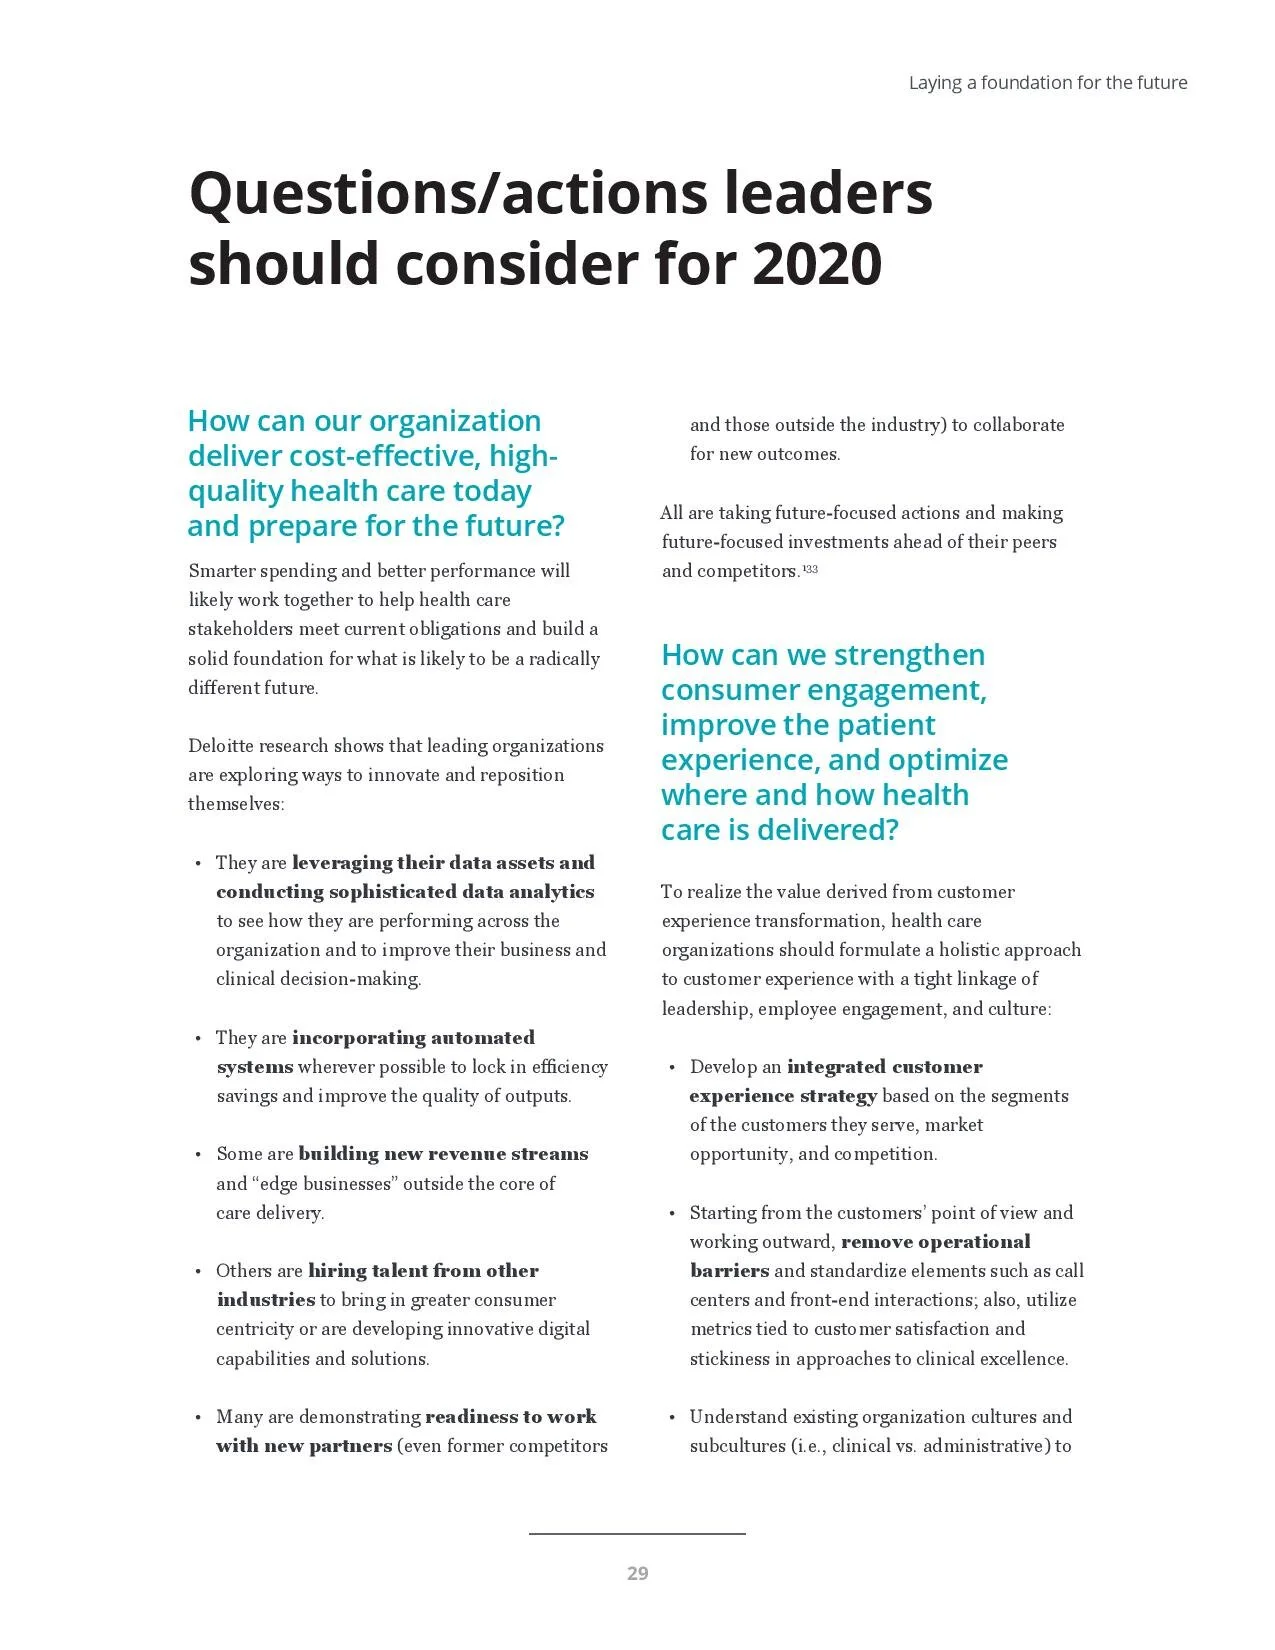 Laying a foundation for the future
Questions/actions leaders
should consider for 2020
How can our organization
deliver cost-effective, high-
quality health care today
and prepare for the future?
Smarter spending and better performance will
likely work together to help health care
stakeholders meet current obligations and build a
solid foundation for what is likely to be a radically
different future.
Deloitte research shows that leading organizations
are exploring ways to innovate and reposition
themselves:
• They are leveraging their data assets and
conducting sophisticated data analytics
to see how they are performing across the
organization and to improve their business and
clinical decision-making.
• They are incorporating automated
systems wherever possible to lock in efficiency
savings and improve the quality of outputs.
• Some are building new revenue streams
and “edge businesses” outside the core of
care delivery.
• Others are hiring talent from other
industries to bring in greater consumer
centricity or are developing innovative digital
capabilities and solutions.
• Many are demonstrating readiness to work
with new partners (even former competitors
and those outside the industry) to collaborate
for new outcomes.
All are taking future-focused actions and making
future-focused investments ahead of their peers
and competitors.¹³³
How can we strengthen
consumer engagement,
improve the patient
experience, and optimize
where and how health
care is delivered?
To realize the value derived from customer
experience transformation, health care
organizations should formulate a holistic approach
to customer experience with a tight linkage of
leadership, employee engagement, and culture:
• Develop an integrated customer
experience strategy based on the segments
of the customers they serve, market
opportunity, and competition.
• Starting from the customers’ point of view and
working outward, remove operational
barriers and standardize elements such as call
centers and front-end interactions; also, utilize
metrics tied to customer satisfaction and
stickiness in approaches to clinical excellence.
• Understand existing organization cultures and
subcultures (i.e., clinical vs. administrative) to
29